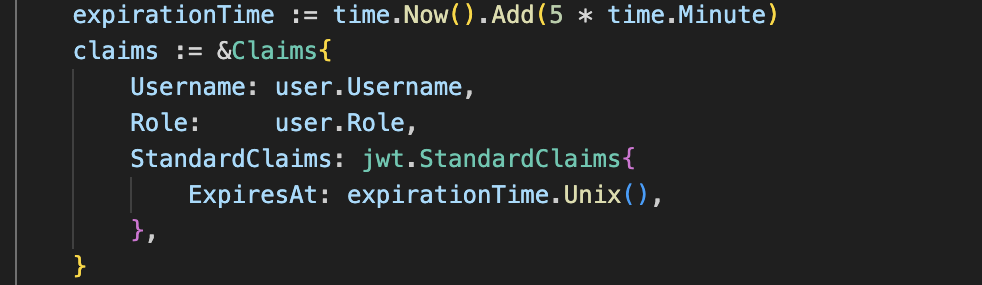 expirationTime := time.Now().Add(5 * time.Minute)
claims := &Claims{
Username: user.Username,
Role:     user.Role,
StandardClaims: jwt.StandardClaims{
ExpiresAt: expirationTime.Unix(),
},
}